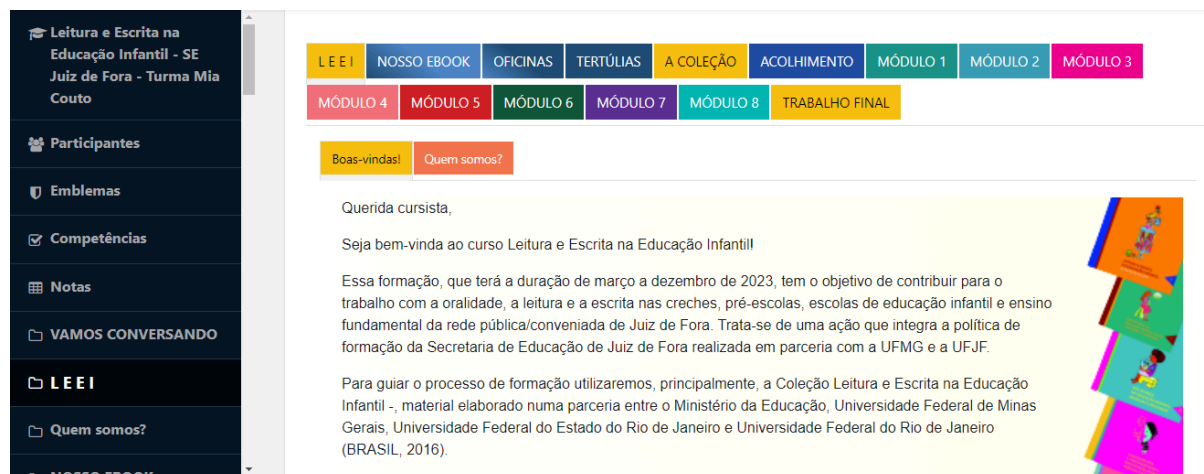 Leitura e Escrita na
Educação Infantil - SE
Juiz de Fora - Turma Mia
Couto
Participantes
Emblemas
Competências
Notas
VAMOS CONVERSANDO
L E E I
Quem somos?
NOSSO EBOOK
L E E I NOSSO EBOOK OFICINAS TERTÚLIAS A COLEÇÃO ACOLHIMENTO MÓDULO 1 MÓDULO 2 MÓDULO 3
MÓDULO 4 MÓDULO 5 MÓDULO 6 MÓDULO 7 MÓDULO 8 TRABALHO FINAL
Boas-vindas! Quem somos?
Querida cursista,
Seja bem-vinda ao curso Leitura e Escrita na Educação Infantil!
Essa formação, que terá a duração de março a dezembro de 2023, tem o objetivo de contribuir para o
trabalho com a oralidade, a leitura e a escrita nas creches, pré-escolas, escolas de educação infantil e ensino
fundamental da rede pública/conveniada de Juiz de Fora. Trata-se de uma ação que integra a política de
formação da Secretaria de Educação de Juiz de Fora realizada em parceria com a UFMG e a UFJF.
Para guiar o processo de formação utilizaremos, principalmente, a Coleção Leitura e Escrita na Educação
Infantil -, material elaborado numa parceria entre o Ministério da Educação, Universidade Federal de Minas
Gerais, Universidade Federal do Estado do Rio de Janeiro e Universidade Federal do Rio de Janeiro
(BRASIL, 2016).